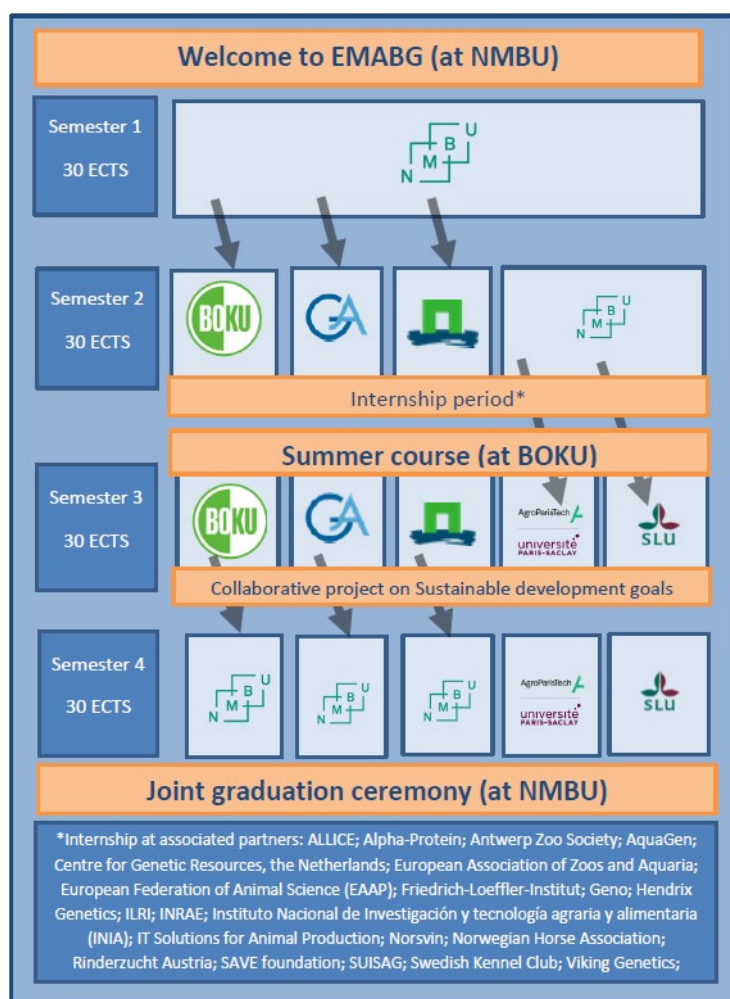 Welcome to EMABG (at NMBU)
Semester 1
30 ECTS
N M B U
Semester 2
30 ECTS
BOKU
GA
N M B U
Internship period*
Summer course (at BOKU)
Semester 3
30 ECTS
BOKU
GA
AgroParisTech
université
PARIS-SACLAY
SLU
Collaborative project on Sustainable development goals
Semester 4
30 ECTS
N M B U
N M B U
N M B U
AgroParisTech
université
PARIS-SACLAY
SLU
Joint graduation ceremony (at NMBU)
*Internship at associated partners: ALLICE; Alpha-Protein; Antwerp Zoo Society; AquaGen;
Centre for Genetic Resources, the Netherlands; European Association of Zoos and Aquaria;
European Federation of Animal Science (EAAP); Friedrich-Loeffler-Institut; Geno; Hendrix
Genetics; ILRI; INRAE; Instituto Nacional de Investigación y tecnología agraria y alimentaria
(INIA); IT Solutions for Animal Production; Norsvin; Norwegian Horse Association;
Rinderzucht Austria; SAVE foundation; SUISAG; Swedish Kennel Club; Viking Genetics;